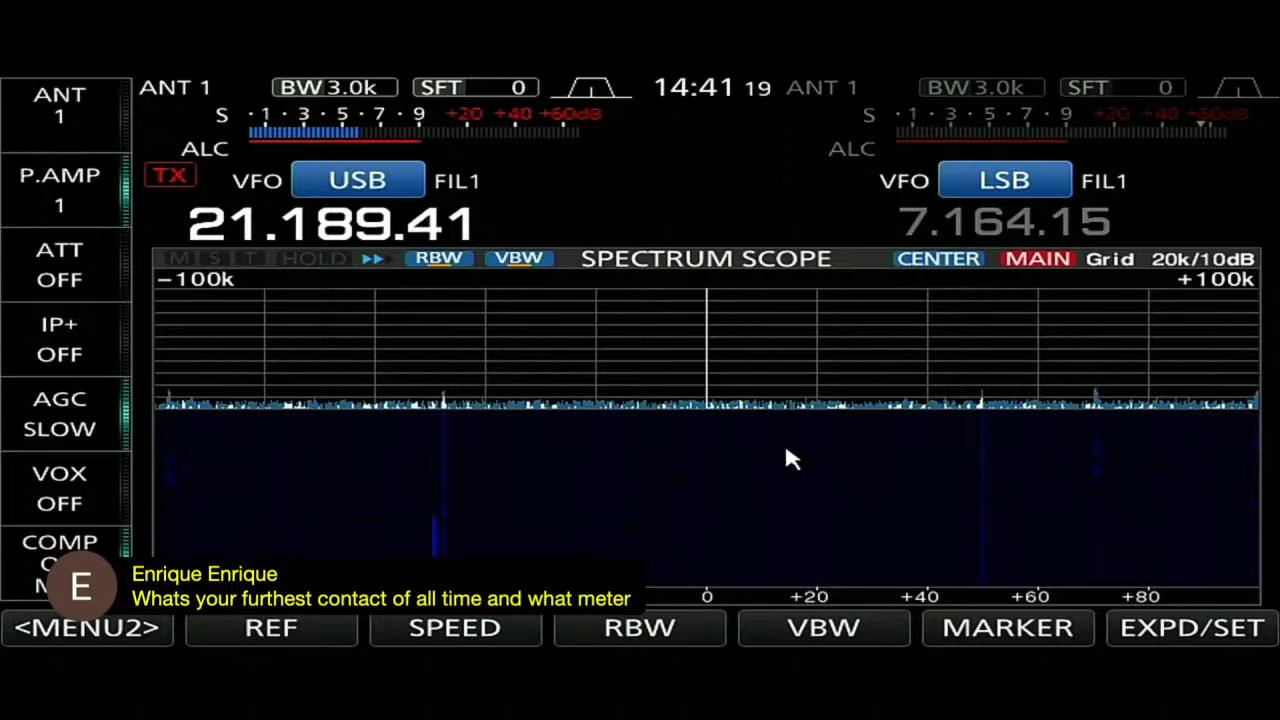 ANT
1
P.AMP
1
ATT
OFF
IP+
OFF
AGC
SLOW
VOX
OFF
COMP
ANT 1 BW 3.0k SFT 0 14:41 19 ANT 1 BW 3.0k SFT 0
S 1 3 5 7 9 +20 +40 +60dB S 1 3 5 7 9 +20 +40 +60dB
ALC ALC
TX VFO USB FIL1 VFO LSB FIL1
21.189.41 7.164.15
M S T HOLD RBW VBW SPECTRUM SCOPE CENTER MAIN Grid 20k/10dB
-100k +100k
0 +20 +40 +60 +80
E
Enrique Enrique
Whats your furthest contact of all time and what meter
<MENU2> REF SPEED RBW VBW MARKER EXPD/SET